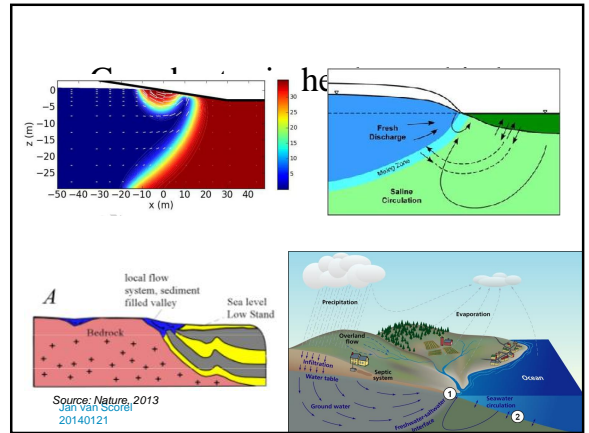 he
z (m)
0
−5
−10
−15
−20
−25
−50 −40 −30 −20 −10 0 10 20 30 40
x (m)
30
25
20
15
10
5
Fresh
Discharge
Mixing Zone
Saline
Circulation
A
local flow
system, sediment
filled valley
Sea level
Low Stand
Bedrock
Source: Nature, 2013
Jan van Scorel
20140121
Precipitation
Evaporation
Overland
flow
Septic
system
Infiltration
Water table
Ground water
Freshwater-saltwater
Interface
Ocean
1
Seawater
circulation
2